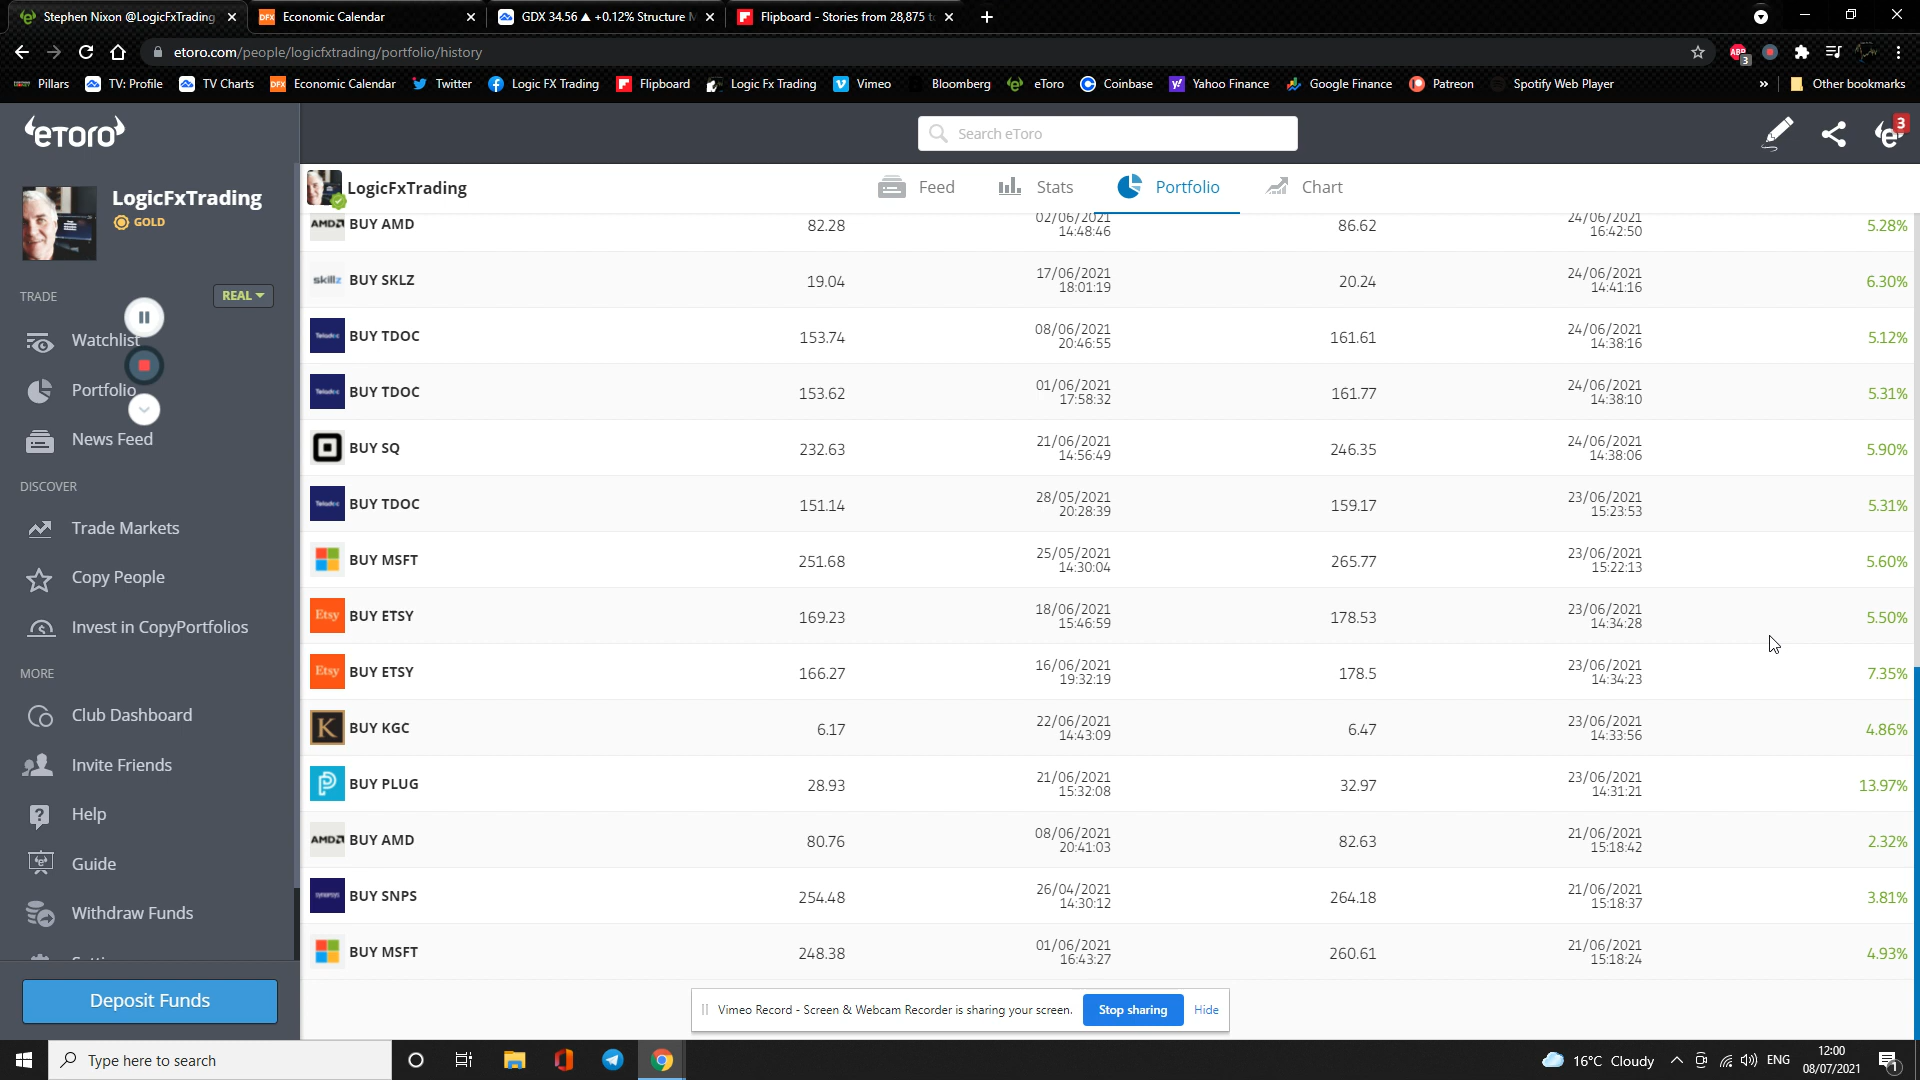 Stephen Nixon @LogicFxTrading
Economic Calendar
GDX 34.56 ▲ +0.12% Structure M
Flipboard - Stories from 28,875 t
etoro.com/people/logicfxtrading/portfolio/history
ABP 3
Pillars
TV: Profile
TV Charts
Economic Calendar
Twitter
Logic FX Trading
Flipboard
Logic Fx Trading
Vimeo
Bloomberg
eToro
Coinbase
Yahoo Finance
Google Finance
Patreon
Spotify Web Player
»
Other bookmarks
eToro
Search eToro
3
LogicFxTrading
GOLD
TRADE
REAL
Watchlist
Portfolio
News Feed
DISCOVER
Trade Markets
Copy People
Invest in CopyPortfolios
MORE
Club Dashboard
Invite Friends
Help
Guide
Withdraw Funds
Deposit Funds
LogicFxTrading
Feed
Stats
Portfolio
Chart
AMD BUY AMD 82.28 02/06/2021 14:48:46 86.62 24/06/2021 16:42:50 5.28%
skillz BUY SKLZ 19.04 17/06/2021 18:01:19 20.24 24/06/2021 14:41:16 6.30%
BUY TDOC 153.74 08/06/2021 20:46:55 161.61 24/06/2021 14:38:16 5.12%
BUY TDOC 153.62 01/06/2021 17:58:32 161.77 24/06/2021 14:38:10 5.31%
BUY SQ 232.63 21/06/2021 14:56:49 246.35 24/06/2021 14:38:06 5.90%
BUY TDOC 151.14 28/05/2021 20:28:39 159.17 23/06/2021 15:23:53 5.31%
BUY MSFT 251.68 25/05/2021 14:30:04 265.77 23/06/2021 15:22:13 5.60%
Etsy BUY ETSY 169.23 18/06/2021 15:46:59 178.53 23/06/2021 14:34:28 5.50%
Etsy BUY ETSY 166.27 16/06/2021 19:32:19 178.5 23/06/2021 14:34:23 7.35%
K BUY KGC 6.17 22/06/2021 14:43:09 6.47 23/06/2021 14:33:56 4.86%
BUY PLUG 28.93 21/06/2021 15:32:08 32.97 23/06/2021 14:31:21 13.97%
AMD BUY AMD 80.76 08/06/2021 20:41:03 82.63 21/06/2021 15:18:42 2.32%
BUY SNPS 254.48 26/04/2021 14:30:12 264.18 21/06/2021 15:18:37 3.81%
BUY MSFT 248.38 01/06/2021 16:43:27 260.61 21/06/2021 15:18:24 4.93%
Vimeo Record - Screen & Webcam Recorder is sharing your screen.
Stop sharing
Hide
Type here to search
16°C Cloudy
ENG
12:00
08/07/2021
1